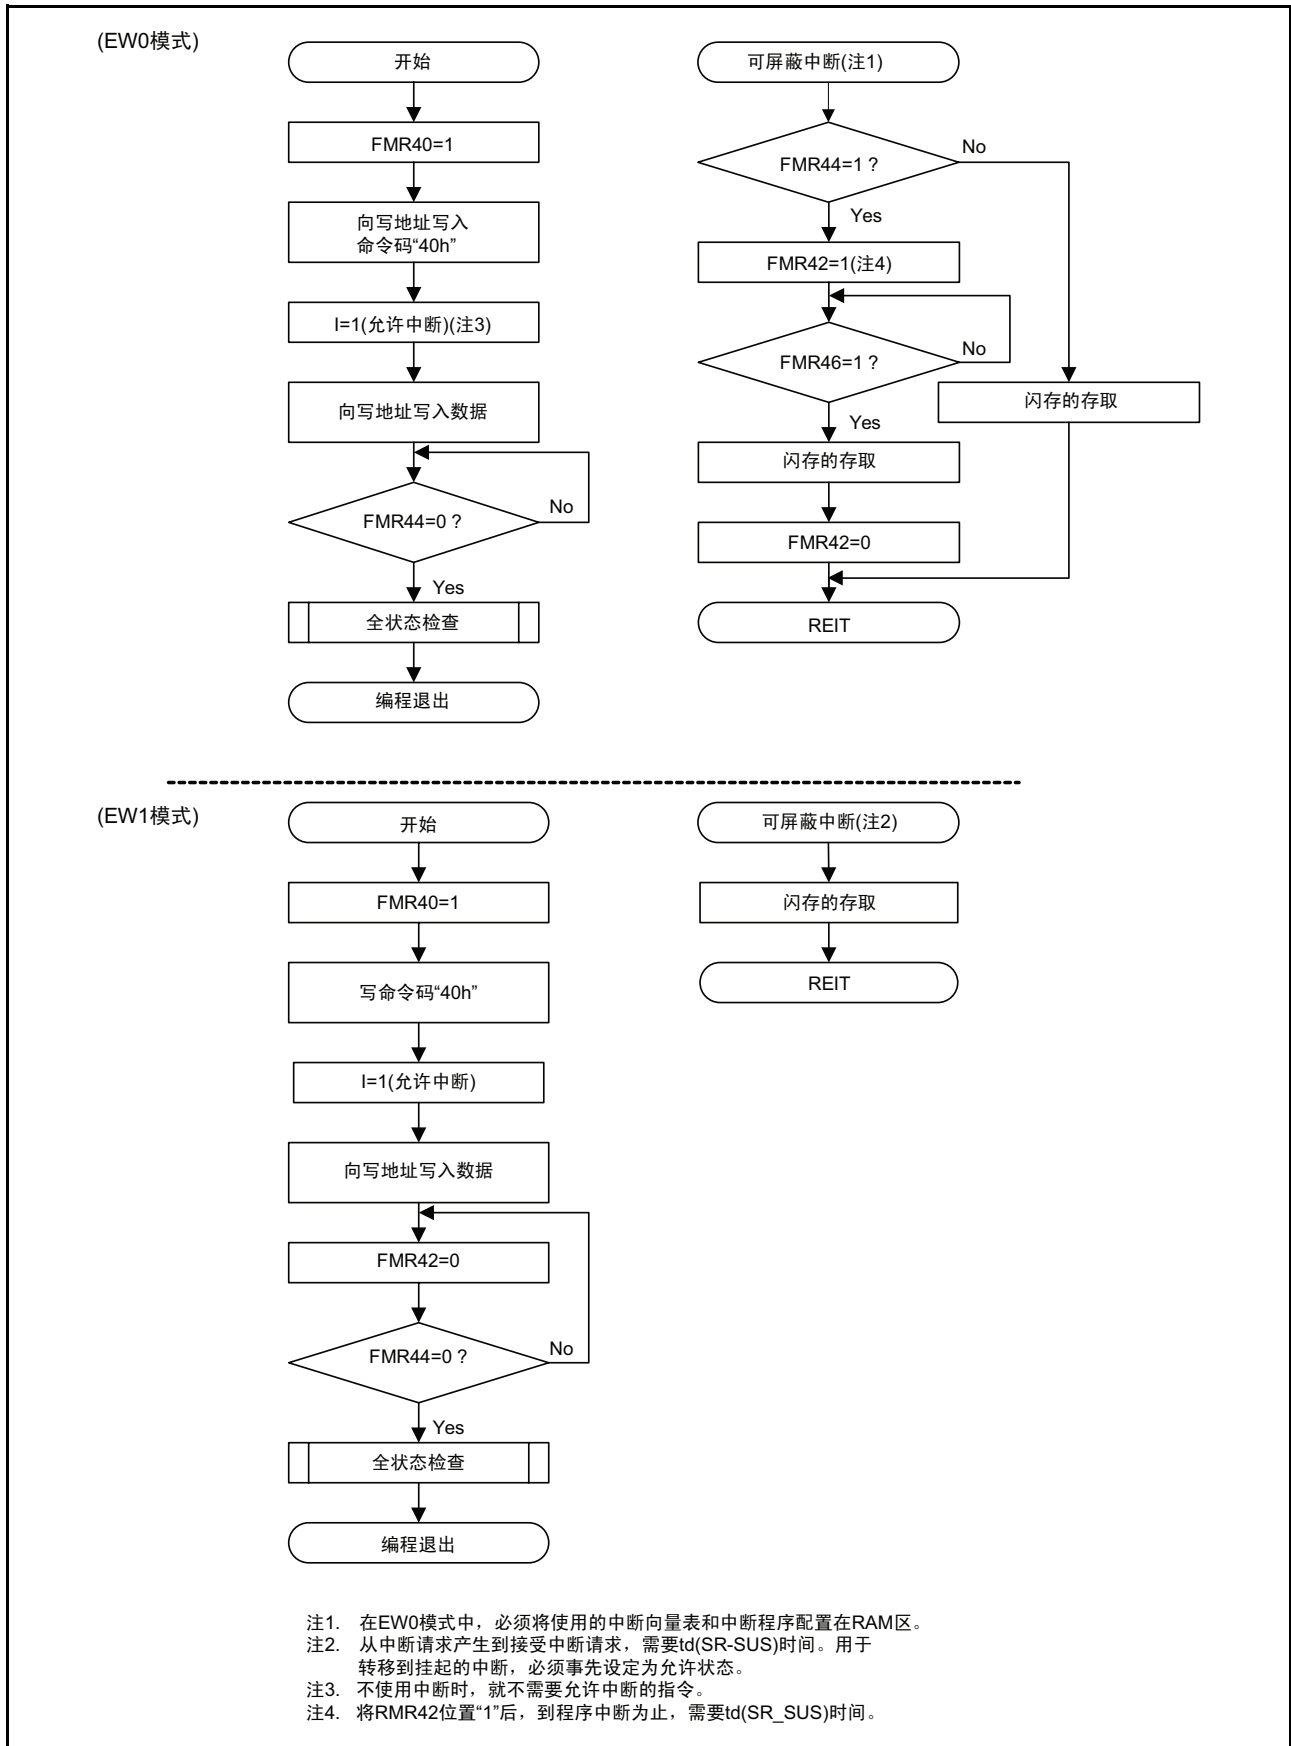 (EW0模式)
开始
FMR40=1
向写地址写入
命令码“40h”
I=1(允许中断)(注3)
向写地址写入数据
FMR44=0 ?
No
Yes
全状态检查
编程退出
可屏蔽中断(注1)
FMR44=1 ?
No
Yes
FMR42=1(注4)
FMR46=1 ?
No
Yes
闪存的存取
闪存的存取
FMR42=0
REIT
(EW1模式)
开始
FMR40=1
写命令码“40h”
I=1(允许中断)
向写地址写入数据
FMR42=0
FMR44=0 ?
No
Yes
全状态检查
编程退出
可屏蔽中断(注2)
闪存的存取
REIT
注1. 在EW0模式中，必须将使用的中断向量表和中断程序配置在RAM区。
注2. 从中断请求产生到接受中断请求，需要td(SR-SUS)时间。用于
转移到挂起的中断，必须事先设定为允许状态。
注3. 不使用中断时，就不需要允许中断的指令。
注4. 将RMR42位置“1”后，到程序中断为止，需要td(SR_SUS)时间。